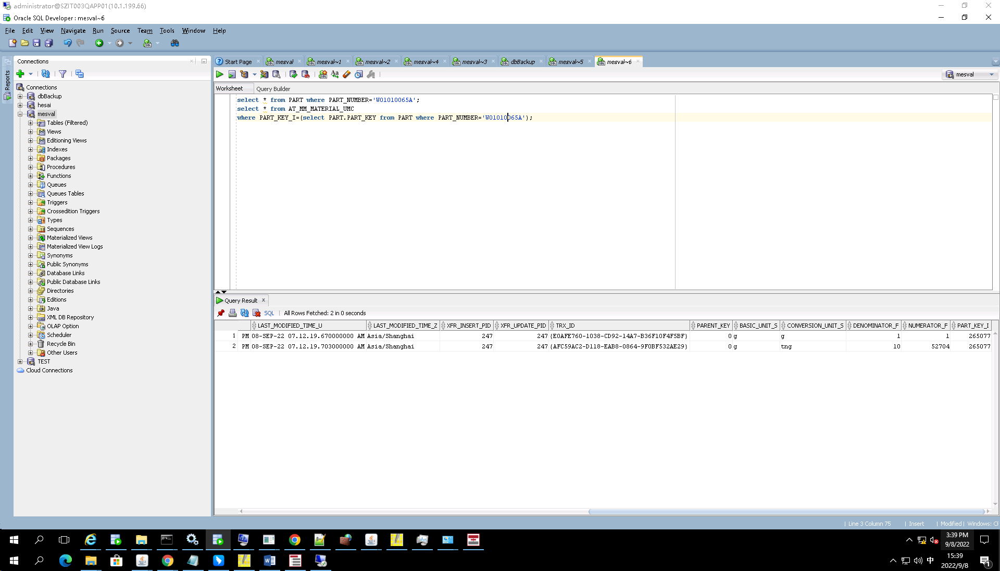 administrator@SZIT003QAPP01(10.1.199.66)
Oracle SQL Developer : mesval~6
File Edit View Navigate Run Source Team Tools Window Help
Connections
Start Page mesval mesval~1 mesval~2 mesval~4 mesval~3 dbBackup mesval~5 mesval~6
Reports
mesval
Worksheet Query Builder
select * from PART where PART_NUMBER='W01010065A';
select * from AT_MM_MATERIAL_UMC
where PART_KEY_I=(select PART.PART_KEY from PART where PART_NUMBER='W01010065A');
Connections
dbBackup
hesai
mesval
Tables (Filtered)
Views
Editioning Views
Indexes
Packages
Procedures
Functions
Queues
Queues Tables
Triggers
Crossedition Triggers
Types
Sequences
Materialized Views
Materialized View Logs
Synonyms
Public Synonyms
Database Links
Public Database Links
Directories
Editions
Java
XML DB Repository
OLAP Option
Scheduler
Recycle Bin
Other Users
TEST
Cloud Connections
Query Result
SQL All Rows Fetched: 2 in 0 seconds
LAST_MODIFIED_TIME_U LAST_MODIFIED_TIME_Z XFR_INSERT_PID XFR_UPDATE_PID TRX_ID PARENT_KEY BASIC_UNIT_S CONVERSION_UNIT_S DENOMINATOR_F NUMERATOR_F PART_KEY_I
1 PM 08-SEP-22 07.12.19.670000000 AM Asia/Shanghai 247 247 {E0AFE760-1038-CD92-14A7-B36F10F4F5BF} 0 g g 1 1 265077
2 PM 08-SEP-22 07.12.19.703000000 AM Asia/Shanghai 247 247 {AFC59AC2-D118-EAB8-0864-9F0BF532AE29} 0 g tng 10 52704 265077
Line 3 Column 75 Insert Modified Windows: CF
3:39 PM
9/8/2022
15:39
中
2022/9/8
1